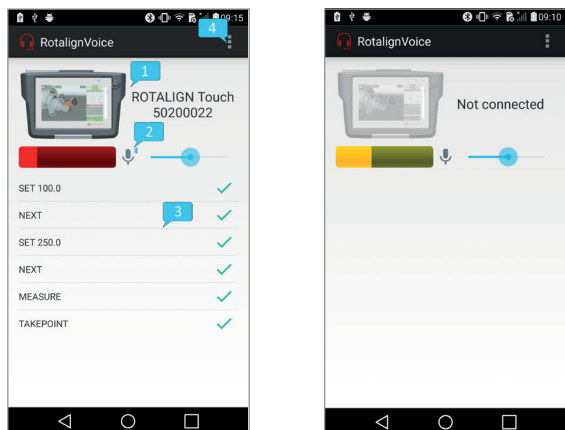 09:15
4
RotalignVoice
1
ROTALIGN Touch
50200022
2
SET 100.0
NEXT
3
SET 250.0
NEXT
MEASURE
TAKEPOINT
09:10
RotalignVoice
Not connected